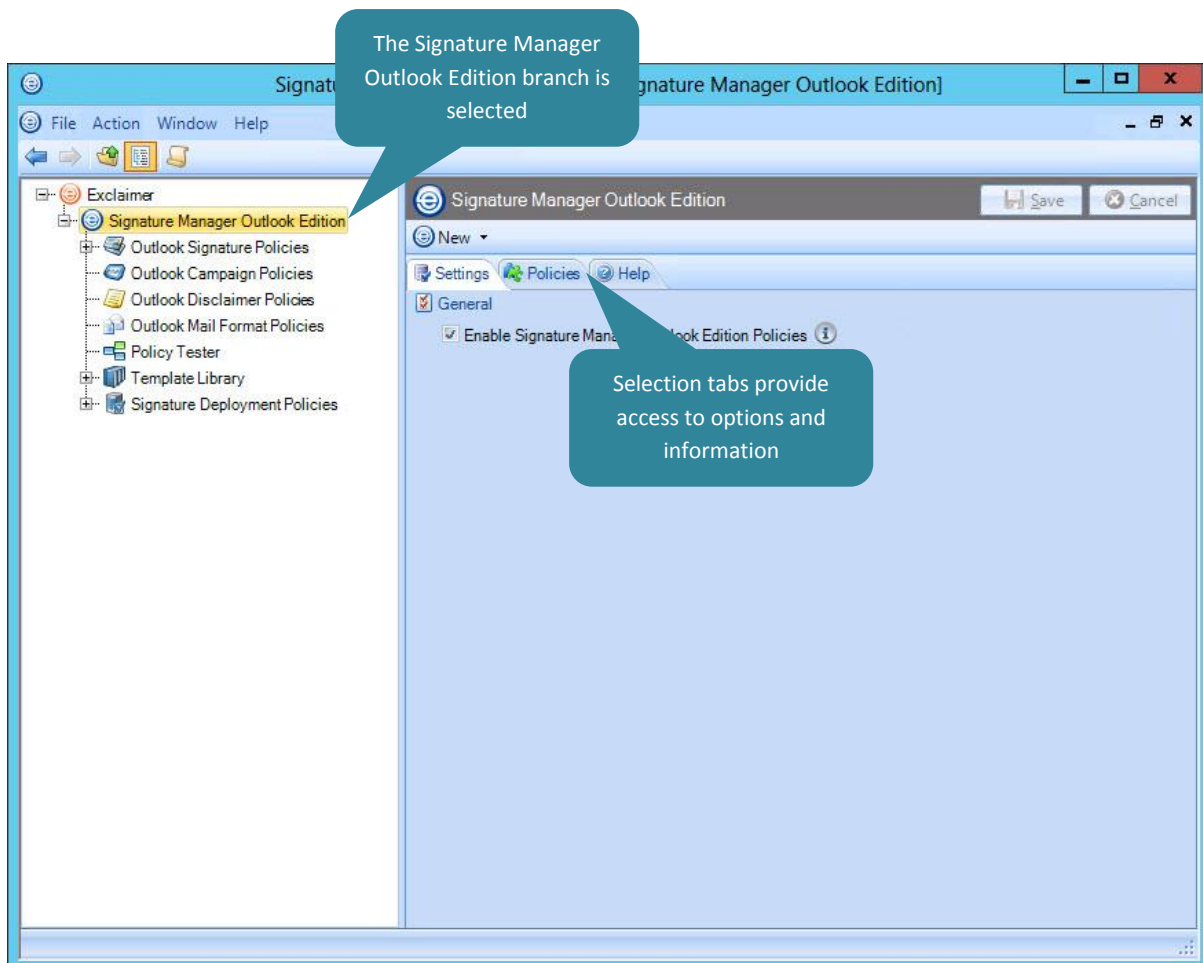 The Signature Manager
Outlook Edition branch is
selected
gnature Manager Outlook Edition]
File Action Window Help
Exclaimer
Signature Manager Outlook Edition
Outlook Signature Policies
Outlook Campaign Policies
Outlook Disclaimer Policies
Outlook Mail Format Policies
Policy Tester
Template Library
Signature Deployment Policies
Signature Manager Outlook Edition
Save
Cancel
New
Settings Policies Help
General
Enable Signature Mana ook Edition Policies
Selection tabs provide
access to options and
information